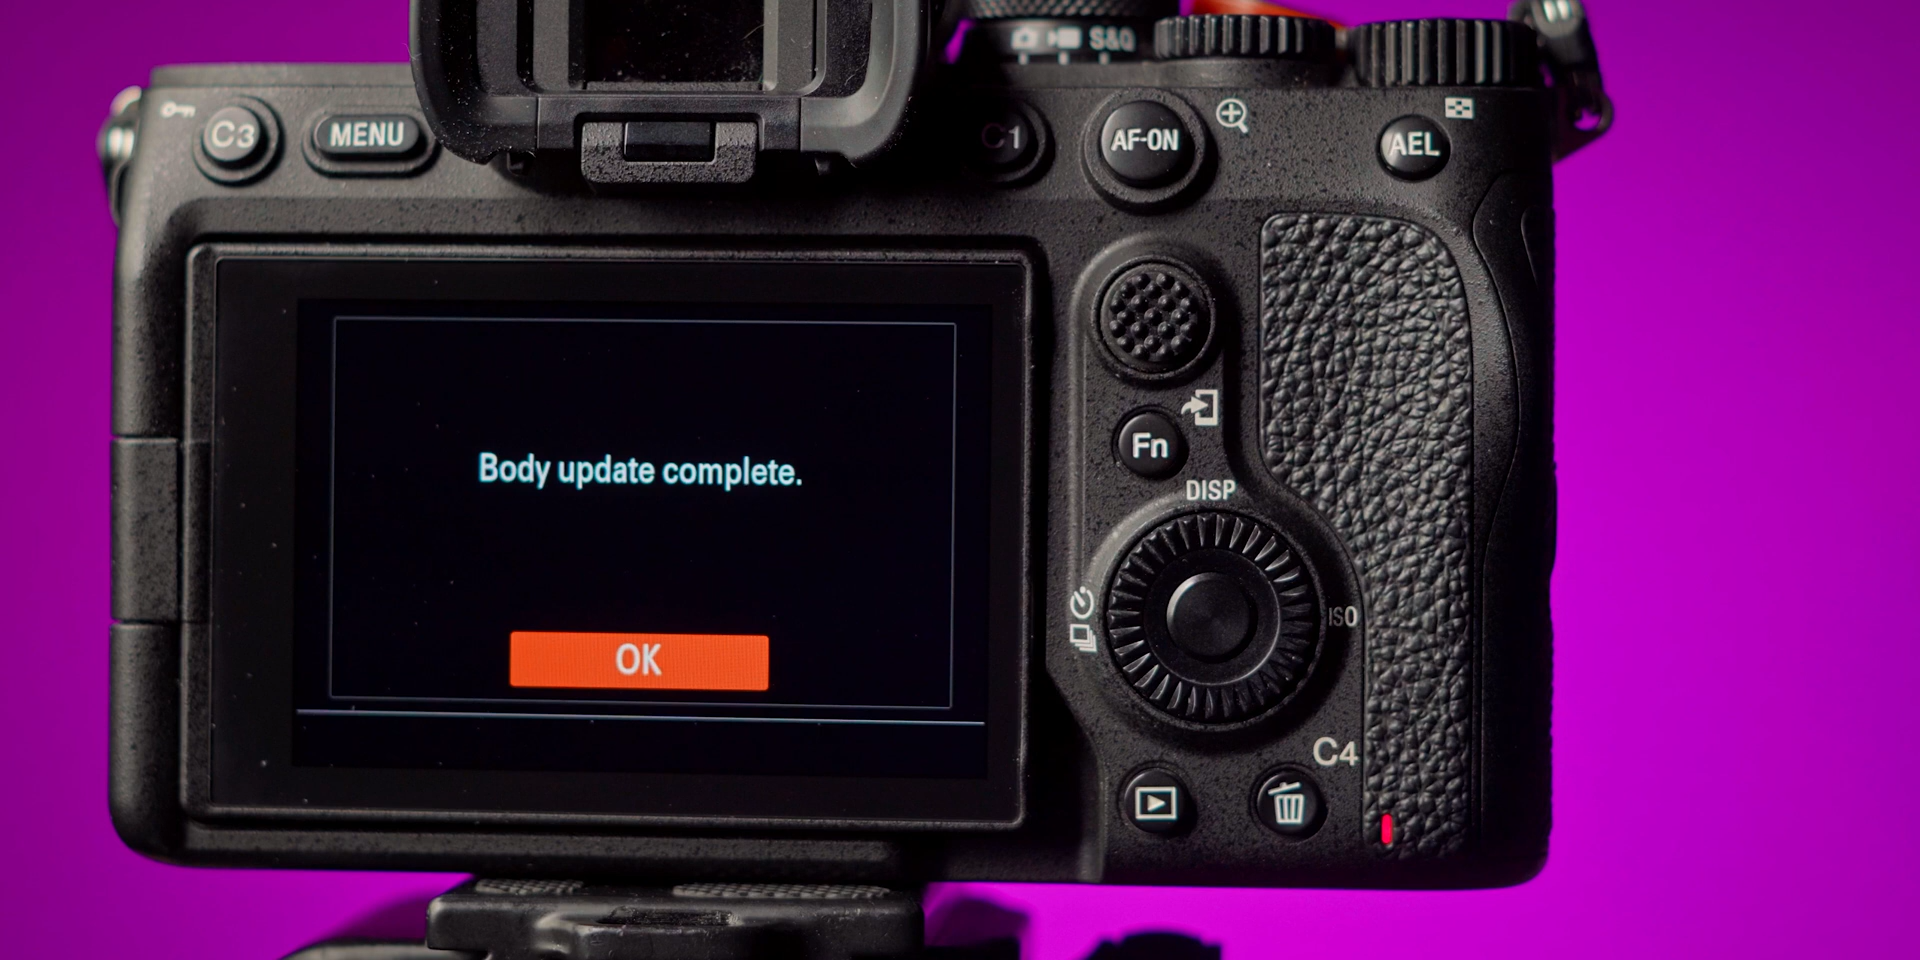 S&Q
C3
MENU
C1
AF-ON
AEL
Fn
DISP
Body update complete.
ISO
OK
C4